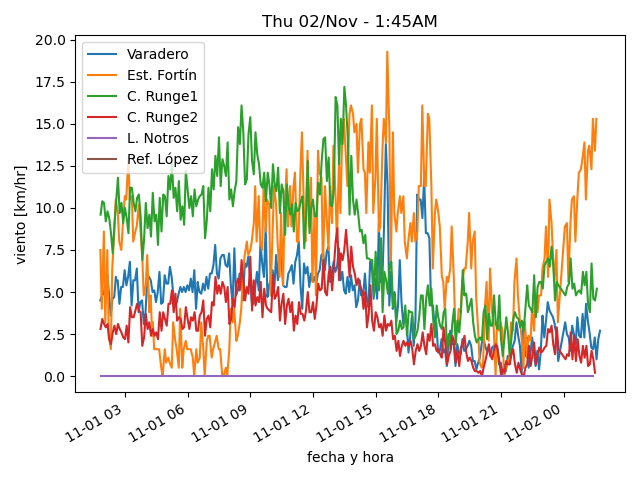 Thu 02/Nov - 1:45AM
viento [km/hr]
20.0
17.5
15.0
12.5
10.0
7.5
5.0
2.5
0.0
Varadero
Est. Fortín
C. Runge1
C. Runge2
L. Notros
Ref. López
11-01 03
11-01 06
11-01 09
11-01 12
11-01 15
11-01 18
11-01 21
11-02 00
fecha y hora